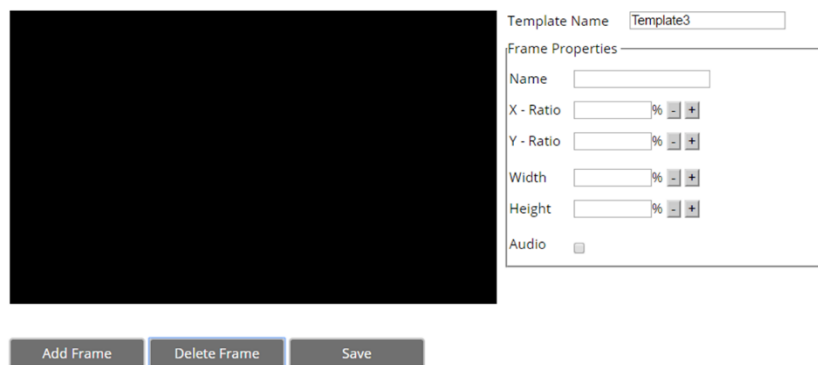 Template Name Template3
Frame Properties
Name
X - Ratio % - +
Y - Ratio % - +
Width % - +
Height % - +
Audio
Add Frame Delete Frame Save